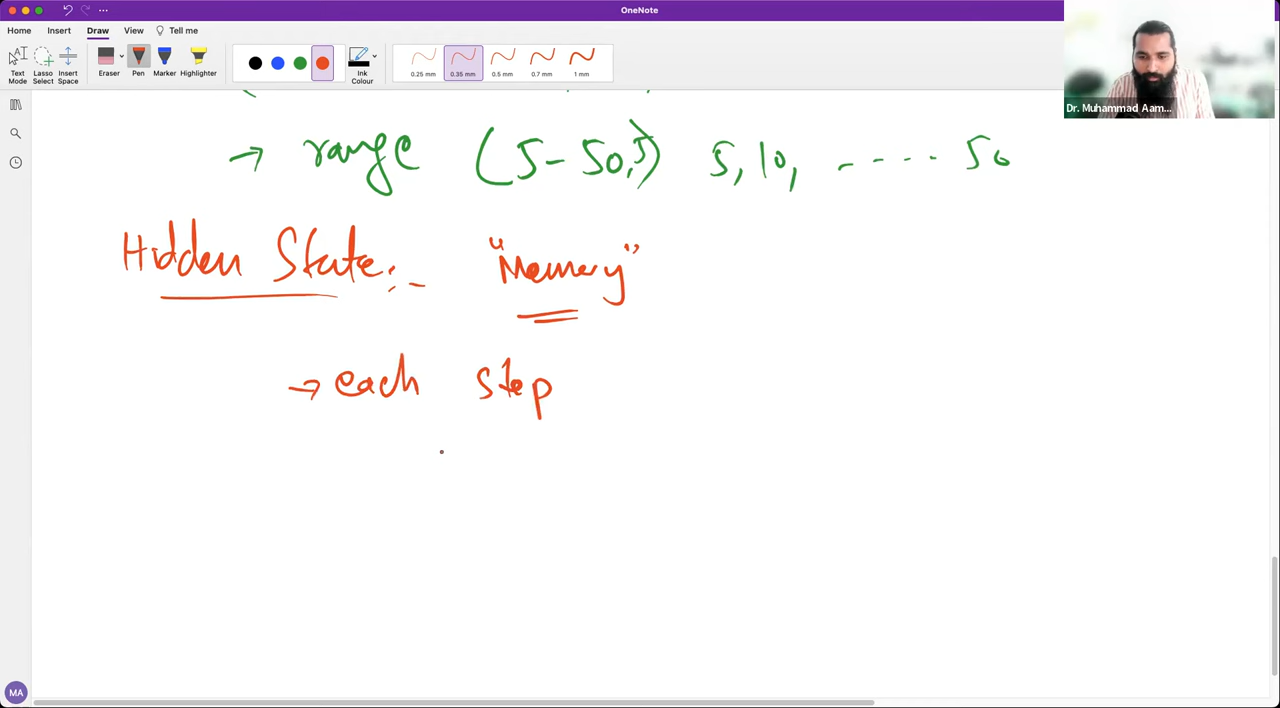 OneNote
Home Insert Draw View Tell me
Text Mode Lasso Select Insert Space Eraser Pen Marker Highlighter Ink Colour 0.25 mm 0.35 mm 0.5 mm 0.7 mm 1 mm
Dr. Muhammad Aam...
→ range (5-50,5) 5, 10, ---- 50
Hidden State:- "Memory"
→ each step
MA